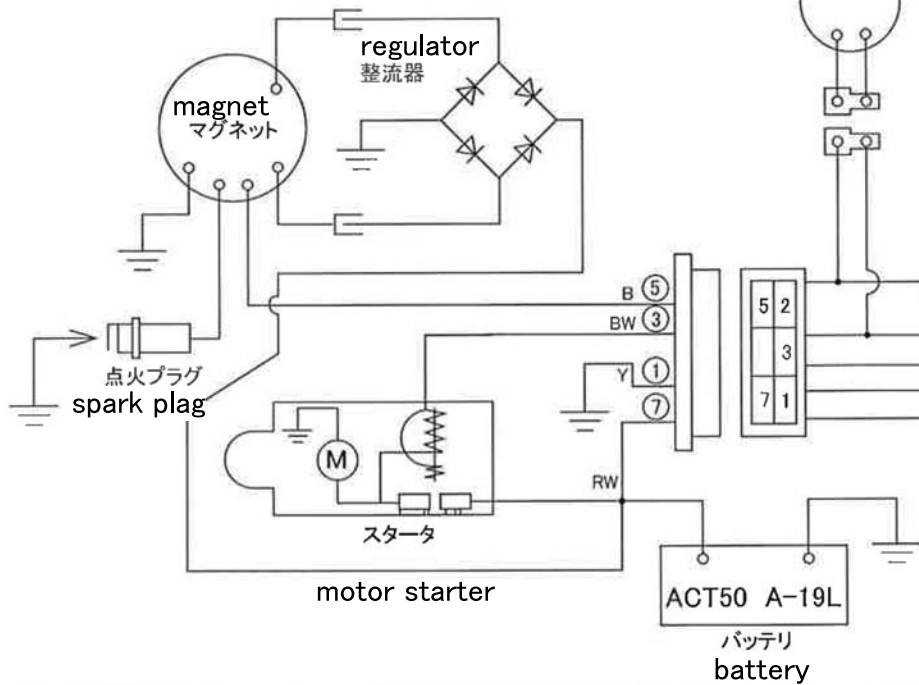 regulator
整流器
magnet
マグネット
B ⑤
BW ③
Y ①
⑦
5 2
3
7 1
点火プラグ
spark plag
M
RW
スタータ
motor starter
ACT50 A-19L
バッテリ
battery